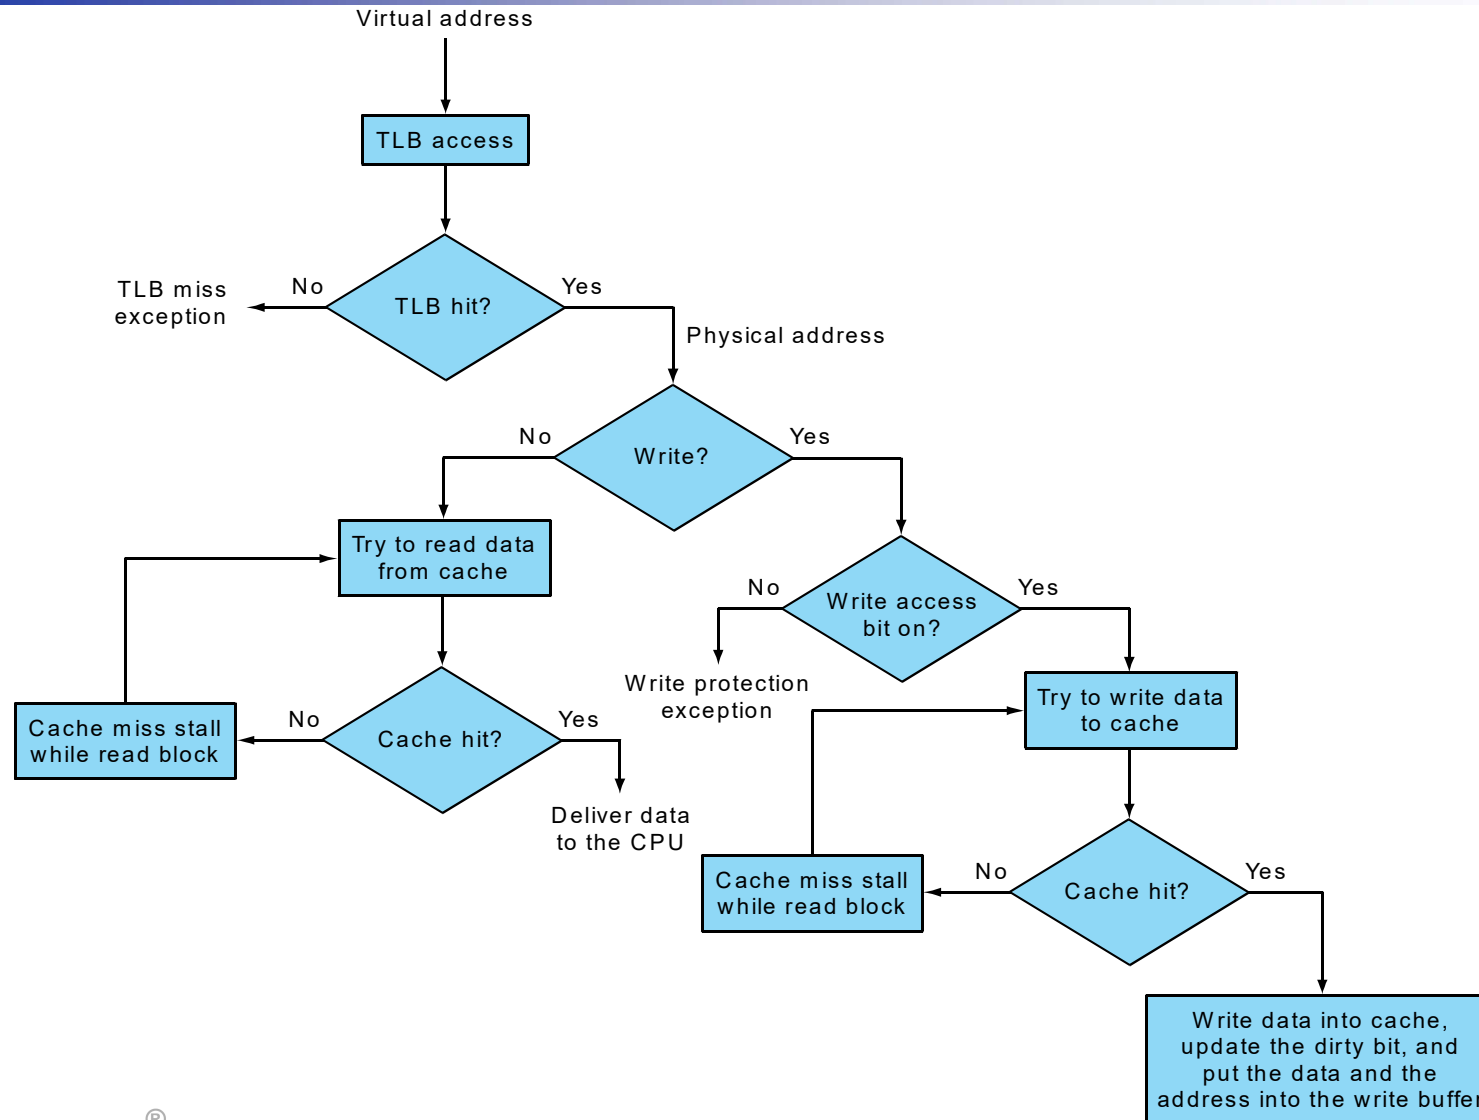 Virtual address
TLB access
No
Yes
TLB miss
exception
TLB hit?
Physical address
No
Yes
Write?
Try to read data
from cache
No
Yes
Write access
bit on?
Write protection
exception
Try to write data
to cache
No
Yes
Cache miss stall
while read block
Cache hit?
Deliver data
to the CPU
No
Yes
Cache miss stall
while read block
Cache hit?
Write data into cache,
update the dirty bit, and
put the data and the
address into the write buffer
®